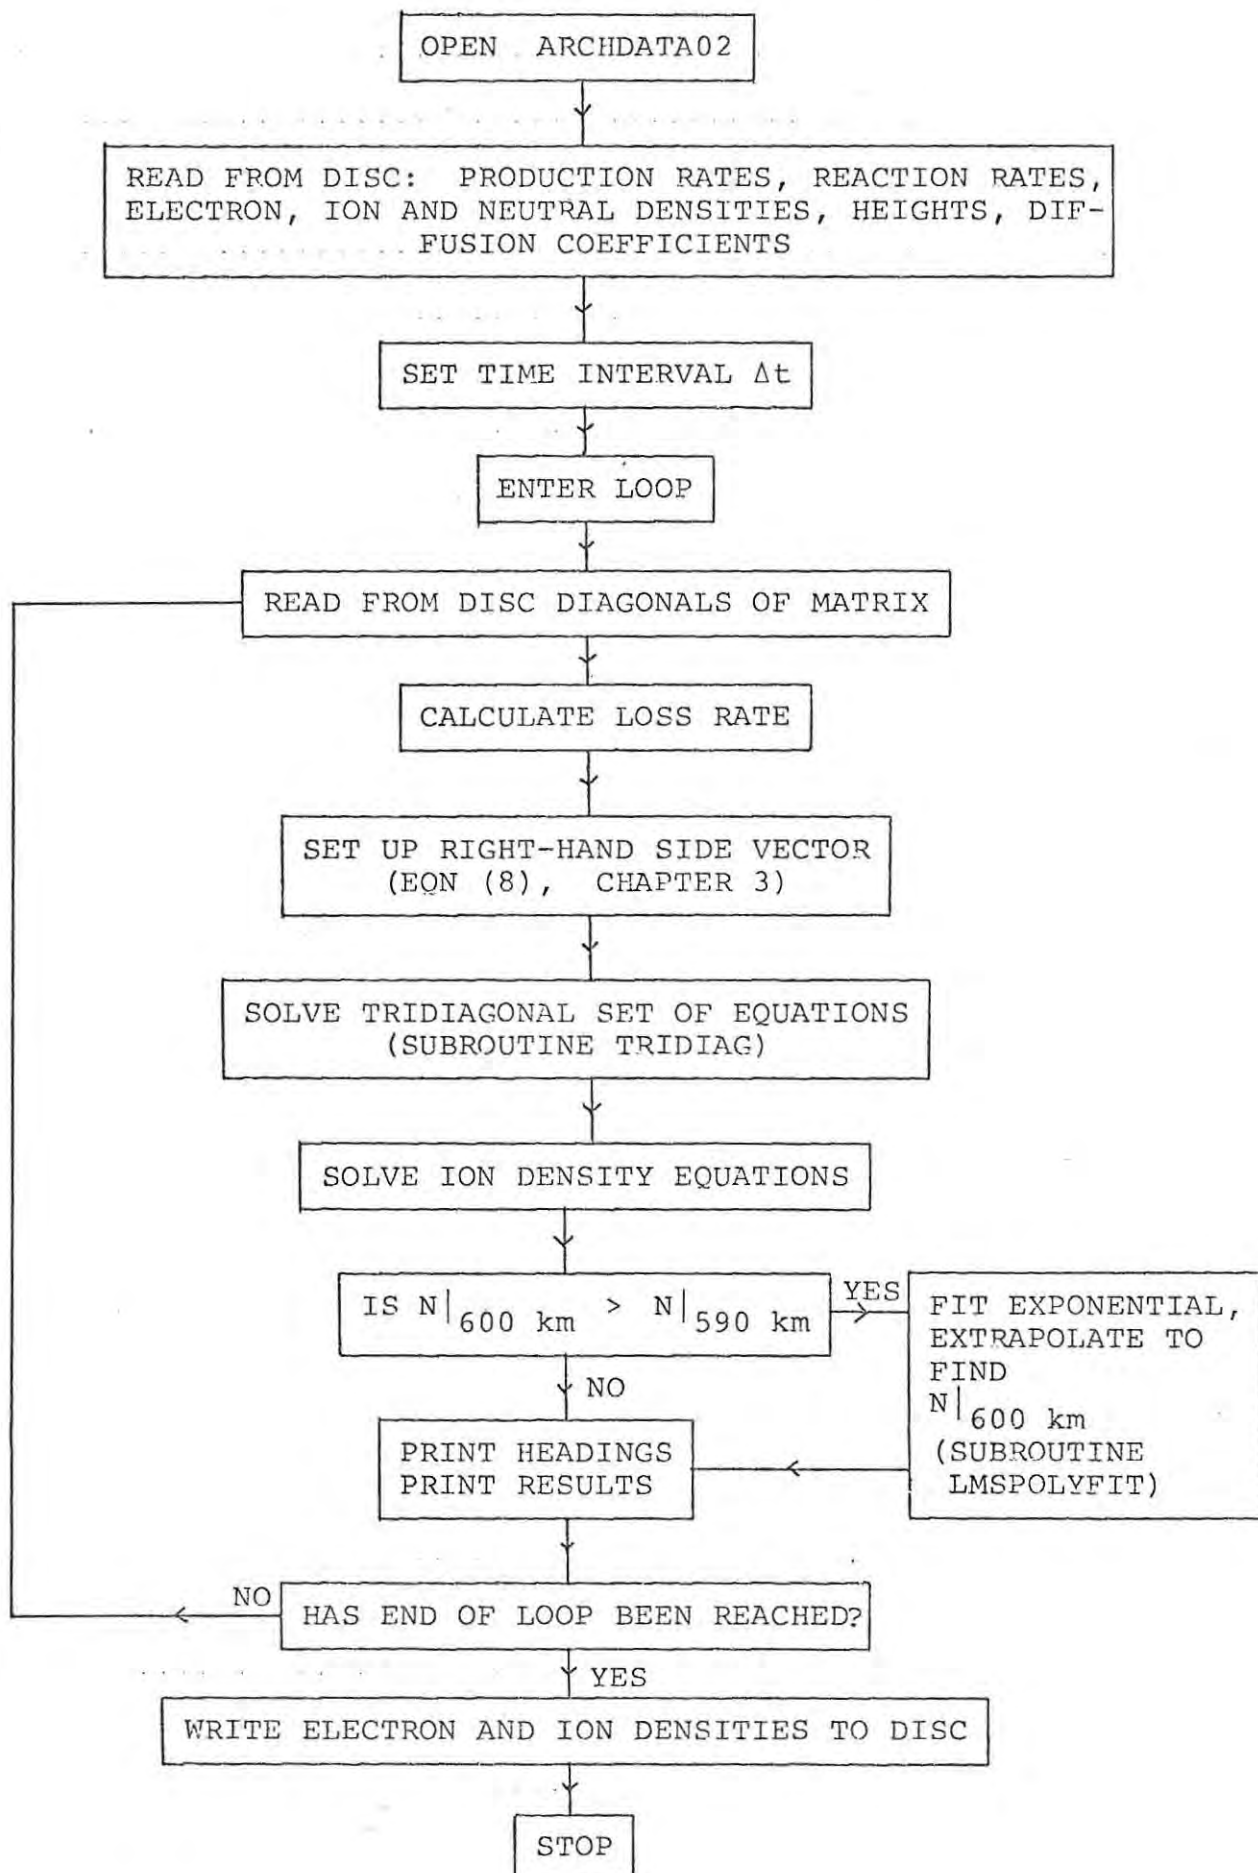 OPEN ARCHDATA02
READ FROM DISC: PRODUCTION RATES, REACTION RATES,
ELECTRON, ION AND NEUTRAL DENSITIES, HEIGHTS, DIF-
FUSION COEFFICIENTS
SET TIME INTERVAL Δt
ENTER LOOP
READ FROM DISC DIAGONALS OF MATRIX
CALCULATE LOSS RATE
SET UP RIGHT-HAND SIDE VECTOR
(EQN (8), CHAPTER 3)
SOLVE TRIDIAGONAL SET OF EQUATIONS
(SUBROUTINE TRIDIAG)
SOLVE ION DENSITY EQUATIONS
IS N|600 km > N|590 km
YES
FIT EXPONENTIAL,
EXTRAPOLATE TO
FIND
N|600 km
(SUBROUTINE
LMSPOLYFIT)
NO
PRINT HEADINGS
PRINT RESULTS
NO
HAS END OF LOOP BEEN REACHED?
YES
WRITE ELECTRON AND ION DENSITIES TO DISC
STOP